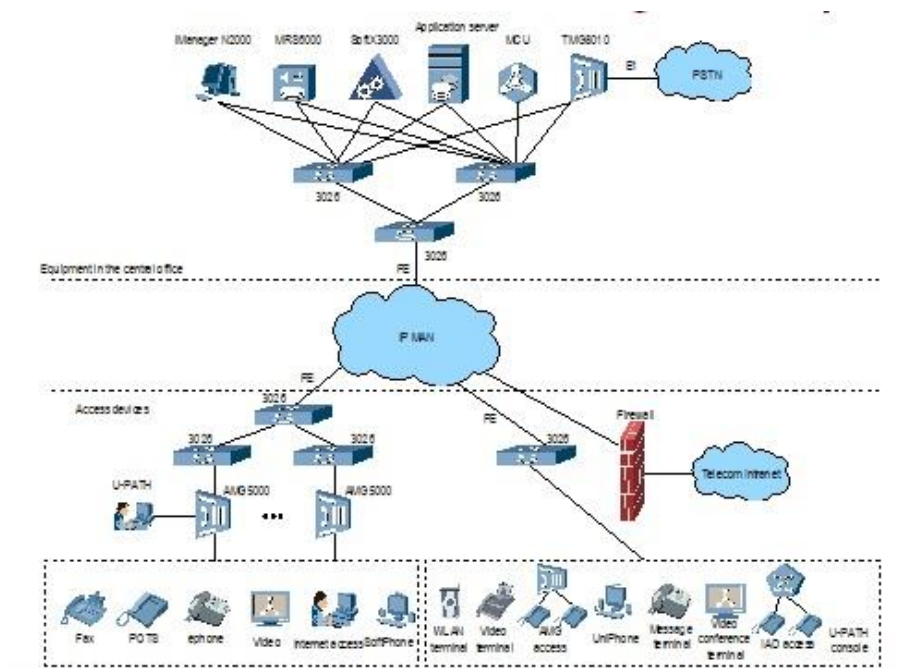 iManager N2000
MRS6000
SoftX3000
Application server
MCU
TMG8010
E1
PSTN
3026
3026
3026
Equipment in the central office
FE
IP MAN
FE
3026
Access devices
FE
Firewall
3026
3026
3026
Telecom Intranet
U-PATH
AMG5000
AMG5000
Fax
POTS
ephone
Video
Internet access
SoftPhone
WLAN
terminal
Video
terminal
AMG
access
UniPhone
Message
terminal
Video
conference
terminal
IAD access
U-PATH
console